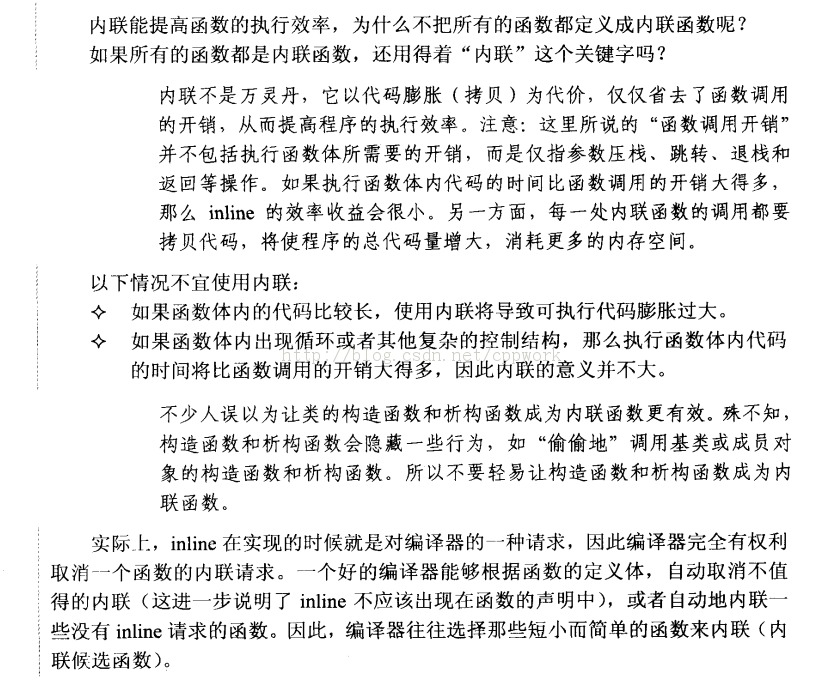 内联能提高函数的执行效率，为什么不把所有的函数都定义成内联函数呢？
如果所有的函数都是内联函数，还用得着“内联”这个关键字吗？
内联不是万灵丹，它以代码膨胀（拷贝）为代价，仅仅省去了函数调用
的开销，从而提高程序的执行效率。注意：这里所说的“函数调用开销”
并不包括执行函数体所需要的开销，而是仅指参数压栈、跳转、退栈和
返回等操作。如果执行函数体内代码的时间比函数调用的开销大得多，
那么 inline 的效率收益会很小。另一方面，每一处内联函数的调用都要
拷贝代码，将使程序的总代码量增大，消耗更多的内存空间。
以下情况不宜使用内联：
✧ 如果函数体内的代码比较长，使用内联将导致可执行代码膨胀过大。
✧ 如果函数体内出现循环或者其他复杂的控制结构，那么执行函数体内代码
http://blog.csdn.net/cppwork
的时间将比函数调用的开销大得多，因此内联的意义并不大。
不少人误以为让类的构造函数和析构函数成为内联函数更有效。殊不知，
构造函数和析构函数会隐藏一些行为，如“偷偷地”调用基类或成员对
象的构造函数和析构函数。所以不要轻易让构造函数和析构函数成为内
联函数。
实际上，inline 在实现的时候就是对编译器的一种请求，因此编译器完全有权利
取消一个函数的内联请求。一个好的编译器能够根据函数的定义体，自动取消不值
得的内联（这进一步说明了 inline 不应该出现在函数的声明中），或者自动地内联一
些没有 inline 请求的函数。因此，编译器往往选择那些短小而简单的函数来内联（内
联候选函数）。